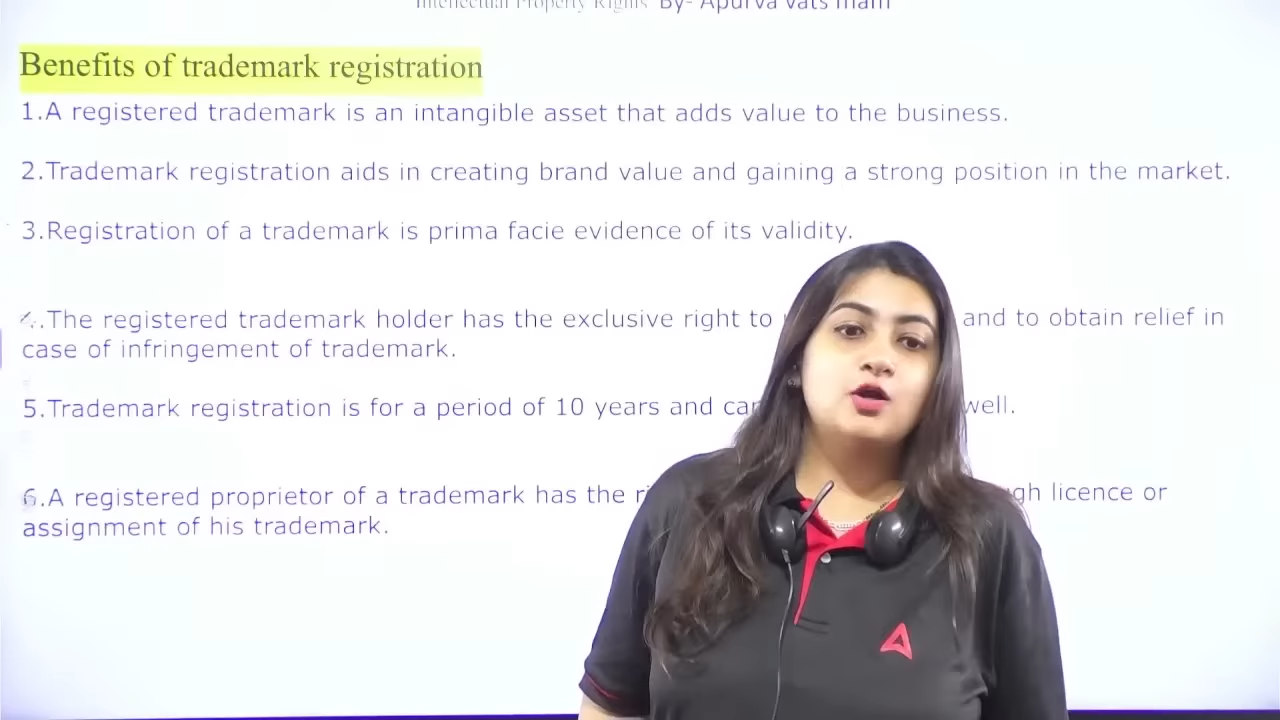 Intellectual Property Rights By- Apurva Vats mam
Benefits of trademark registration
1.A registered trademark is an intangible asset that adds value to the business.
2.Trademark registration aids in creating brand value and gaining a strong position in the market.
3.Registration of a trademark is prima facie evidence of its validity.
4.The registered trademark holder has the exclusive right to and to obtain relief in
case of infringement of trademark.
5.Trademark registration is for a period of 10 years and well.
6.A registered proprietor of a trademark has the licence or
assignment of his trademark.